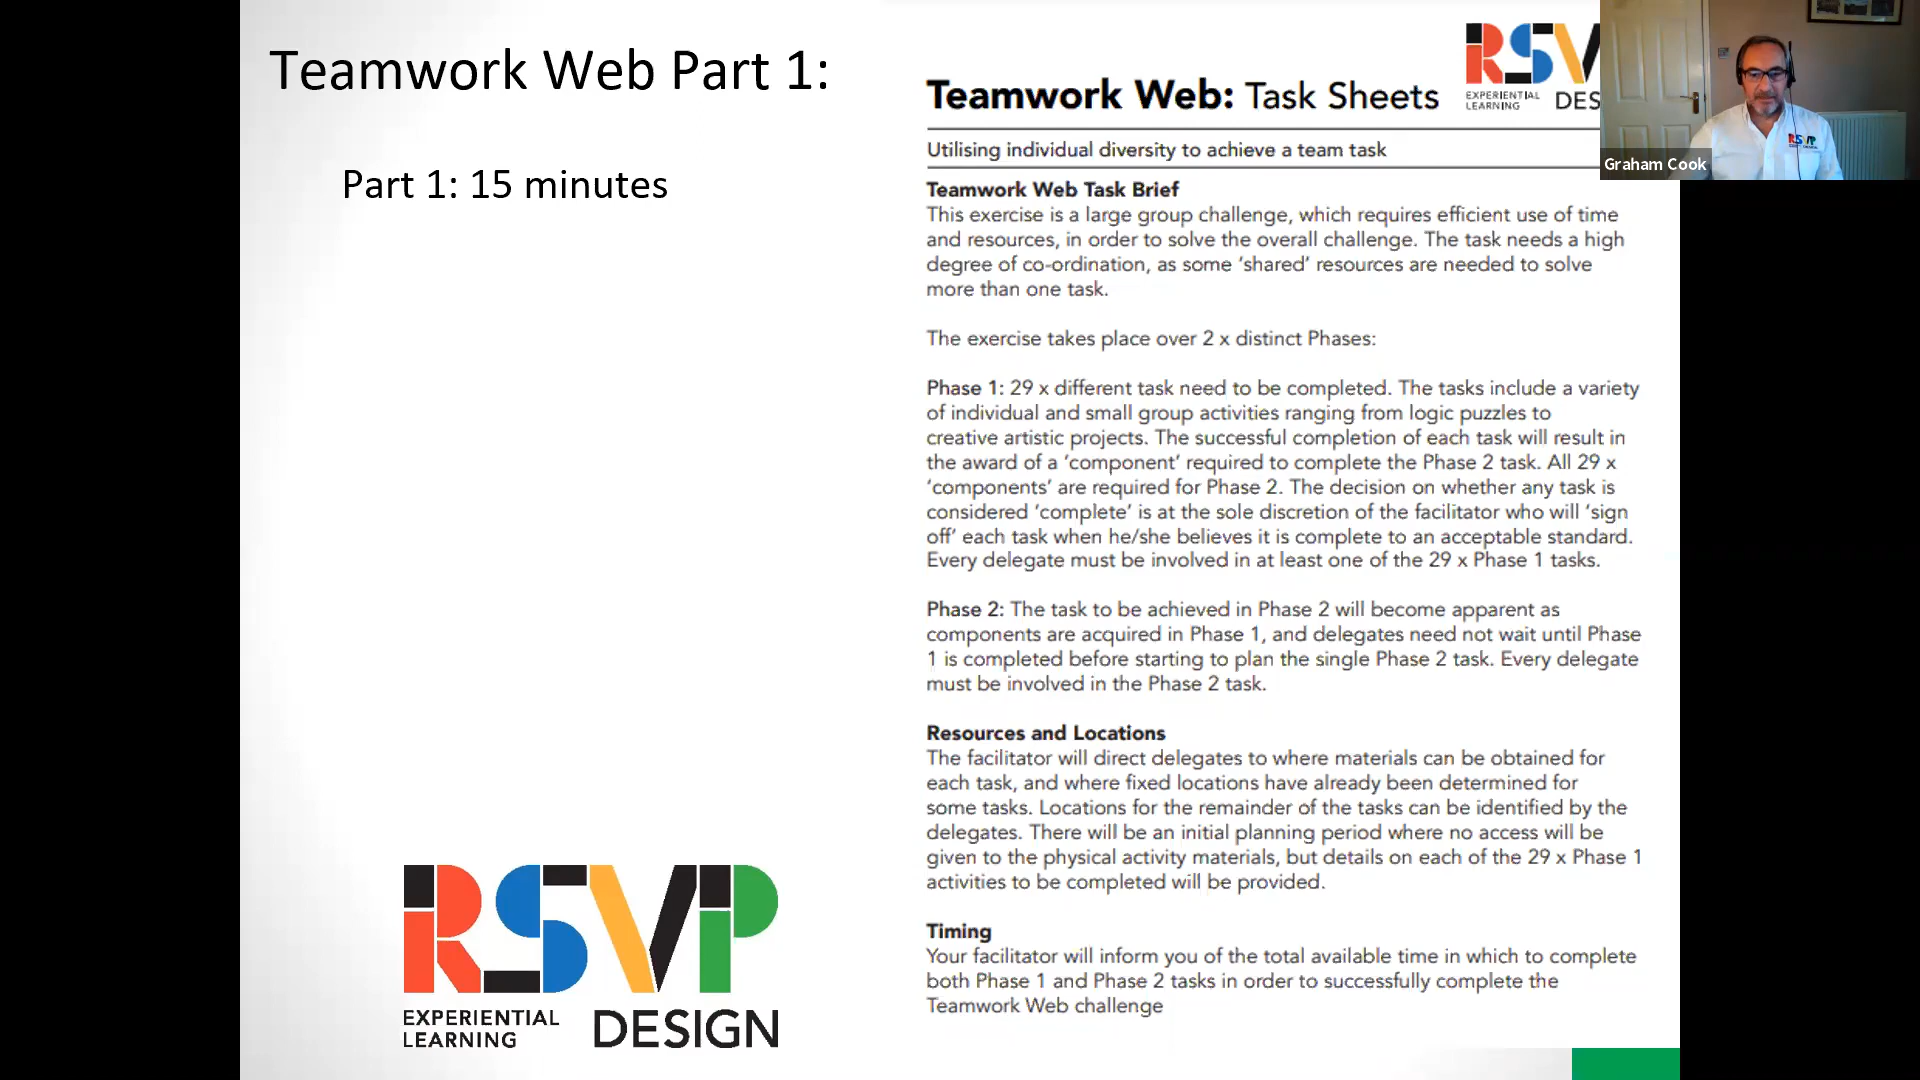 Teamwork Web Part 1:
Part 1: 15 minutes
RSVP
EXPERIENTIAL
LEARNING
DESIGN
Teamwork Web: Task Sheets
RSV
EXPERIENTIAL
LEARNING
DES
Utilising individual diversity to achieve a team task
Teamwork Web Task Brief
This exercise is a large group challenge, which requires efficient use of time
and resources, in order to solve the overall challenge. The task needs a high
degree of co-ordination, as some ‘shared’ resources are needed to solve
more than one task.
The exercise takes place over 2 x distinct Phases:
Phase 1: 29 x different task need to be completed. The tasks include a variety
of individual and small group activities ranging from logic puzzles to
creative artistic projects. The successful completion of each task will result in
the award of a ‘component’ required to complete the Phase 2 task. All 29 x
‘components’ are required for Phase 2. The decision on whether any task is
considered ‘complete’ is at the sole discretion of the facilitator who will ‘sign
off’ each task when he/she believes it is complete to an acceptable standard.
Every delegate must be involved in at least one of the 29 x Phase 1 tasks.
Phase 2: The task to be achieved in Phase 2 will become apparent as
components are acquired in Phase 1, and delegates need not wait until Phase
1 is completed before starting to plan the single Phase 2 task. Every delegate
must be involved in the Phase 2 task.
Resources and Locations
The facilitator will direct delegates to where materials can be obtained for
each task, and where fixed locations have already been determined for
some tasks. Locations for the remainder of the tasks can be identified by the
delegates. There will be an initial planning period where no access will be
given to the physical activity materials, but details on each of the 29 x Phase 1
activities to be completed will be provided.
Timing
Your facilitator will inform you of the total available time in which to complete
both Phase 1 and Phase 2 tasks in order to successfully complete the
Teamwork Web challenge
Graham Cook
RSVP